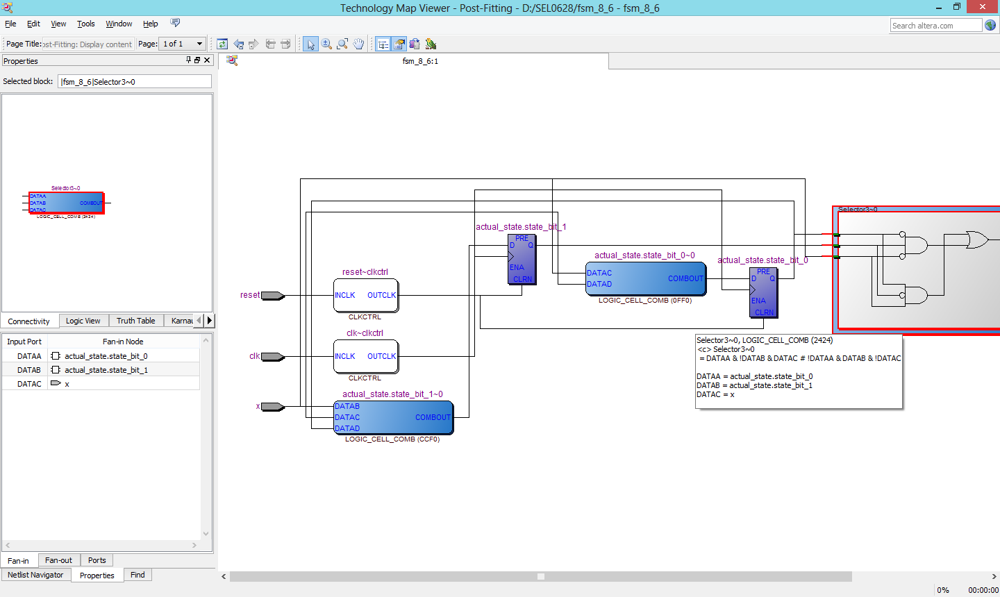 Technology Map Viewer - Post-Fitting - D:/SEL0628/fsm_8_6 - fsm_8_6
File Edit View Tools Window Help
Search altera.com
Page Title: ost-Fitting: Display content Page: 1 of 1
Properties
fsm_8_6:1
Selected block: |fsm_8_6|Selector3~0
Selector3~0
DATAA
DATAB COMBOUT
DATAC
LOGIC_CELL_COMB (2424)
Connectivity Logic View Truth Table Karnau
Input Port Fan-in Node
DATAA actual_state.state_bit_0
DATAB actual_state.state_bit_1
DATAC x
Fan-in Fan-out Ports
Netlist Navigator Properties Find
Selector3~0
actual_state.state_bit_1
PRE
D Q
ENA
CLRN
actual_state.state_bit_0~0
DATAC
COMBOUT
DATAD
LOGIC_CELL_COMB (0FF0)
actual_state.state_bit_0
PRE
D Q
ENA
CLRN
reset~clkctrl
reset
INCLK OUTCLK
CLKCTRL
clk~clkctrl
clk
INCLK OUTCLK
CLKCTRL
actual_state.state_bit_1~0
x
DATAB
DATAC COMBOUT
DATAD
LOGIC_CELL_COMB (CCF0)
Selector3~0, LOGIC_CELL_COMB (2424)
<c> Selector3~0
= DATAA & !DATAB & DATAC # !DATAA & DATAB & !DATAC
DATAA = actual_state.state_bit_0
DATAB = actual_state.state_bit_1
DATAC = x
0% 00:00:00